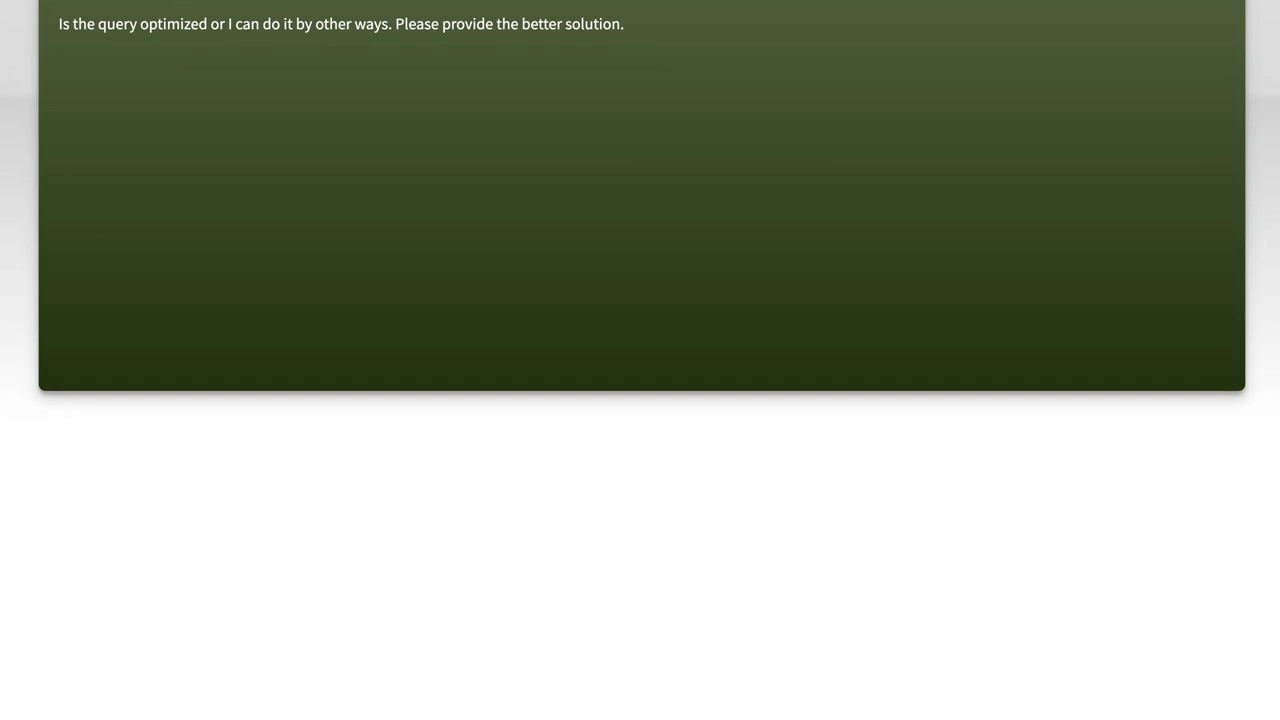 Is the query optimized or I can do it by other ways. Please provide the better solution.